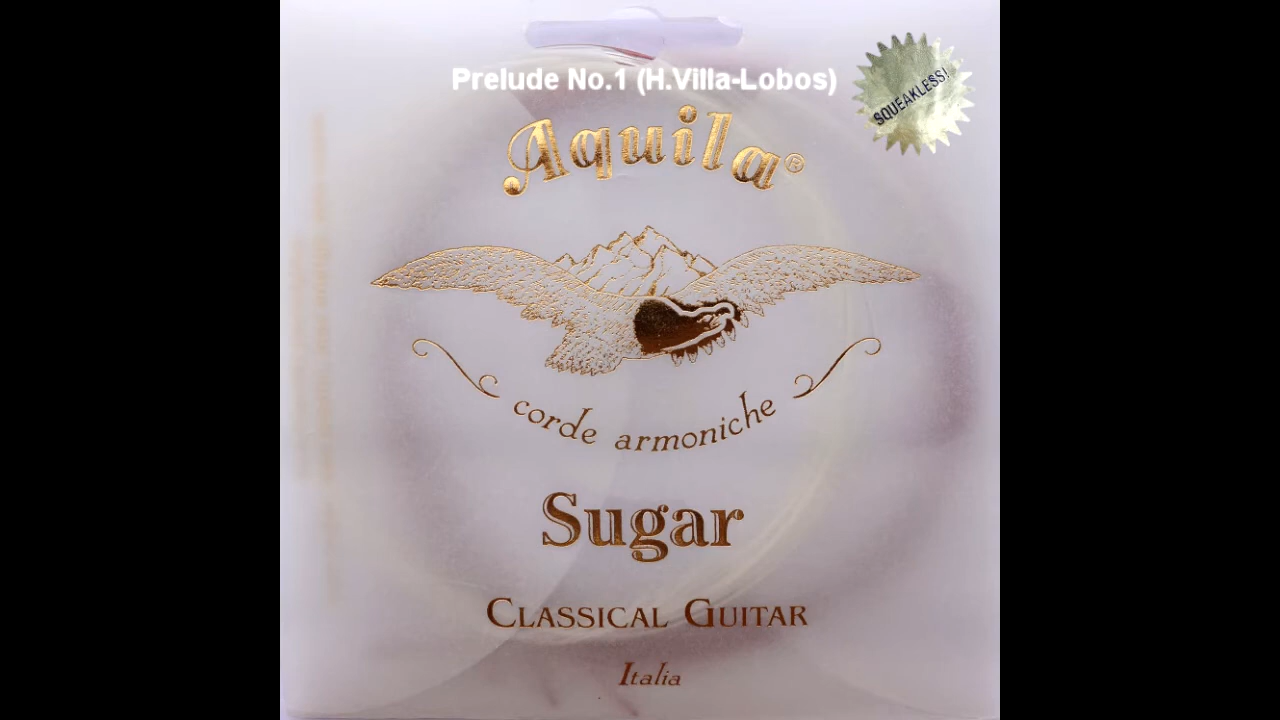 Prelude No.1 (H.Villa-Lobos)
SQUEAKLESS!
Aquila®
corde armoniche
Sugar
CLASSICAL GUITAR
Italia